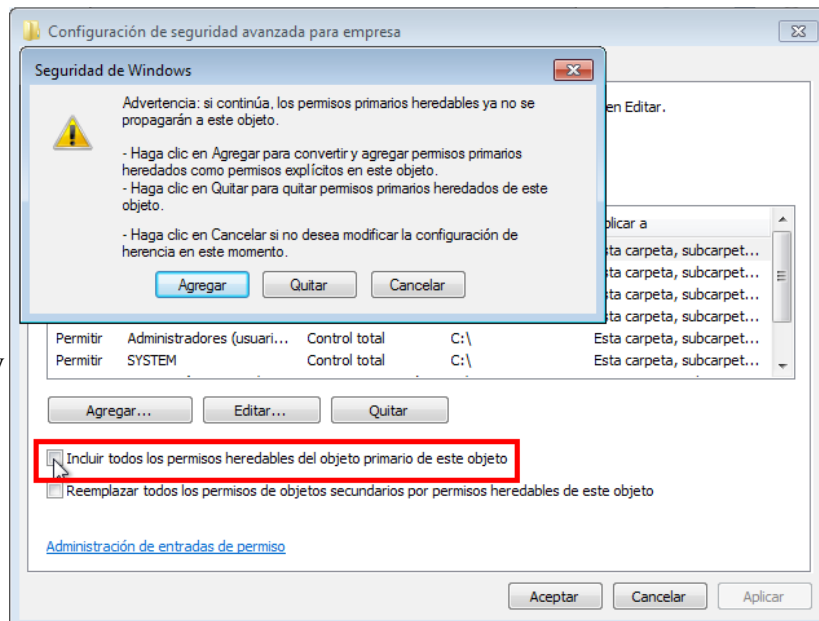 Configuración de seguridad avanzada para empresa
Seguridad de Windows
Advertencia: si continúa, los permisos primarios heredables ya no se
propagarán a este objeto.
- Haga clic en Agregar para convertir y agregar permisos primarios
heredados como permisos explícitos en este objeto.
- Haga clic en Quitar para quitar permisos primarios heredados de este
objeto.
- Haga clic en Cancelar si no desea modificar la configuración de
herencia en este momento.
Agregar Quitar Cancelar
en Editar.
plicar a
sta carpeta, subcarpet...
sta carpeta, subcarpet...
sta carpeta, subcarpet...
sta carpeta, subcarpet...
Permitir Administradores (usuari... Control total C:\ Esta carpeta, subcarpet...
Permitir SYSTEM Control total C:\ Esta carpeta, subcarpet...
Agregar... Editar... Quitar
Incluir todos los permisos heredables del objeto primario de este objeto
Reemplazar todos los permisos de objetos secundarios por permisos heredables de este objeto
Administración de entradas de permiso
Aceptar Cancelar Aplicar